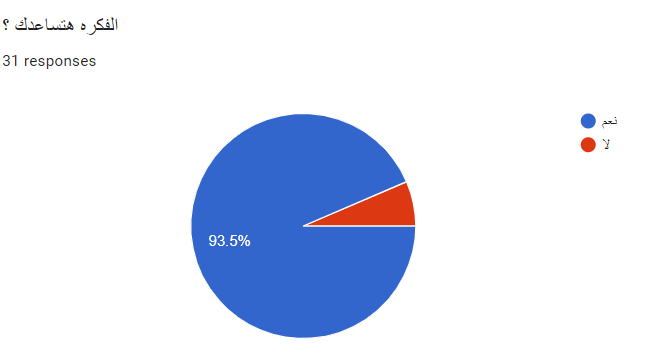 الفكره هتساعدك ؟
31 responses
نعم
لا
93.5%